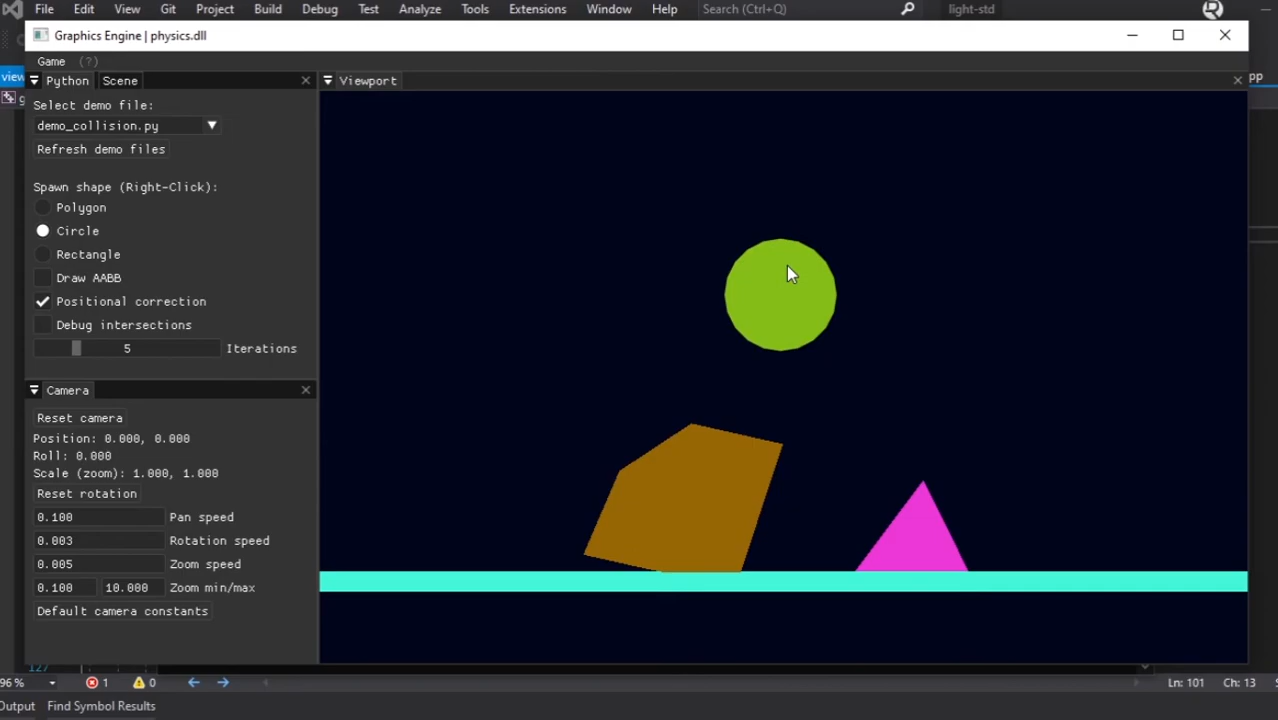 File Edit View Git Project Build Debug Test Analyze Tools Extensions Window Help Search (Ctrl+Q) light-std
Graphics Engine | physics.dll
Game (?)
Python Scene Viewport
Select demo file:
demo_collision.py
Refresh demo files
Spawn shape (Right-Click):
Polygon
Circle
Rectangle
Draw AABB
Positional correction
Debug intersections
5 Iterations
Camera
Reset camera
Position: 0.000, 0.000
Roll: 0.000
Scale (zoom): 1.000, 1.000
Reset rotation
0.100 Pan speed
0.003 Rotation speed
0.005 Zoom speed
0.100 10.000 Zoom min/max
Default camera constants
127
96 % 1 0 Ln: 101 Ch: 13
Output Find Symbol Results